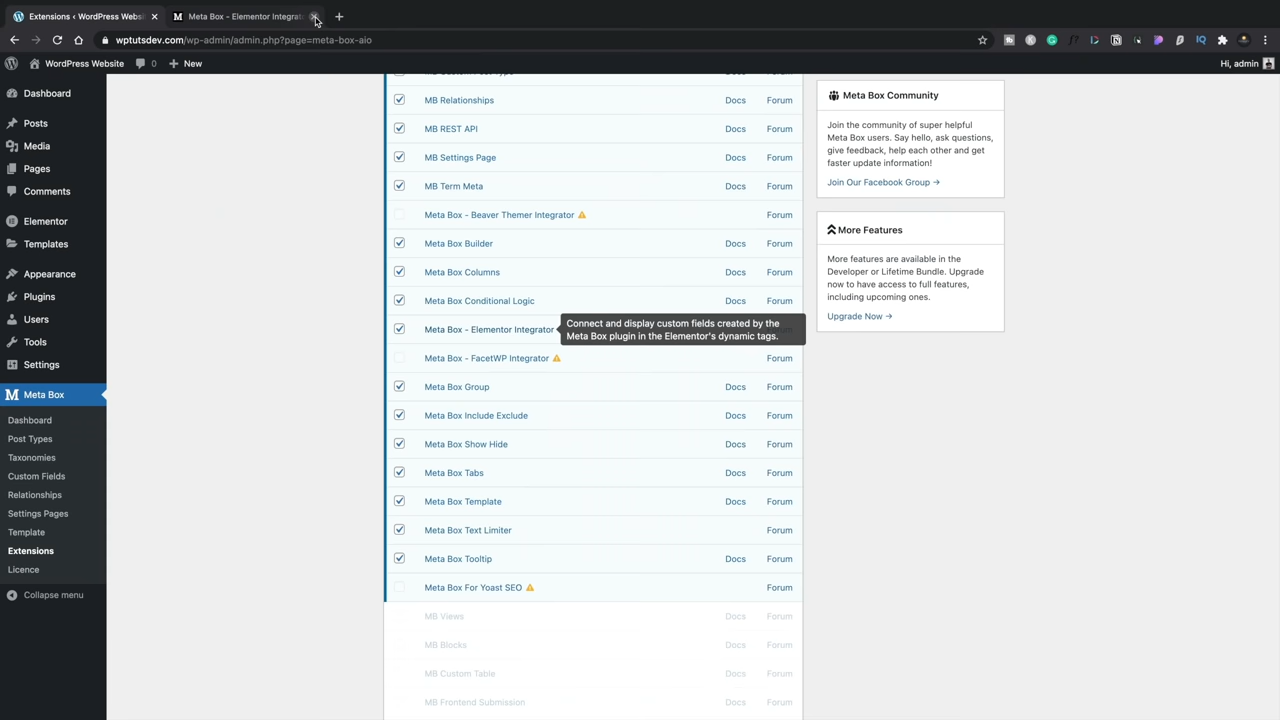 Extensions ‹ WordPress Websit
Meta Box – Elementor Integrato
wptutsdev.com/wp-admin/admin.php?page=meta-box-aio
WordPress Website
0
New
Hi, admin
Dashboard
Posts
Media
Pages
Comments
Elementor
Templates
Appearance
Plugins
Users
Tools
Settings
Meta Box
Dashboard
Post Types
Taxonomies
Custom Fields
Relationships
Settings Pages
Template
Extensions
Licence
Collapse menu
MB Custom Post Type Docs Forum
MB Relationships Docs Forum
MB REST API Docs Forum
MB Settings Page Docs Forum
MB Term Meta Docs Forum
Meta Box - Beaver Themer Integrator Forum
Meta Box Builder Docs Forum
Meta Box Columns Docs Forum
Meta Box Conditional Logic Docs Forum
Meta Box - Elementor Integrator
Connect and display custom fields created by the
Meta Box plugin in the Elementor's dynamic tags.
Meta Box - FacetWP Integrator Forum
Meta Box Group Docs Forum
Meta Box Include Exclude Docs Forum
Meta Box Show Hide Docs Forum
Meta Box Tabs Docs Forum
Meta Box Template Docs Forum
Meta Box Text Limiter Forum
Meta Box Tooltip Docs Forum
Meta Box For Yoast SEO Forum
MB Views Docs Forum
MB Blocks Docs Forum
MB Custom Table Docs Forum
MB Frontend Submission Docs Forum
Meta Box Community
Join the community of super helpful
Meta Box users. Say hello, ask questions,
give feedback, help each other and get
faster update information!
Join Our Facebook Group →
More Features
More features are available in the
Developer or Lifetime Bundle. Upgrade
now to have access to full features,
including upcoming ones.
Upgrade Now →